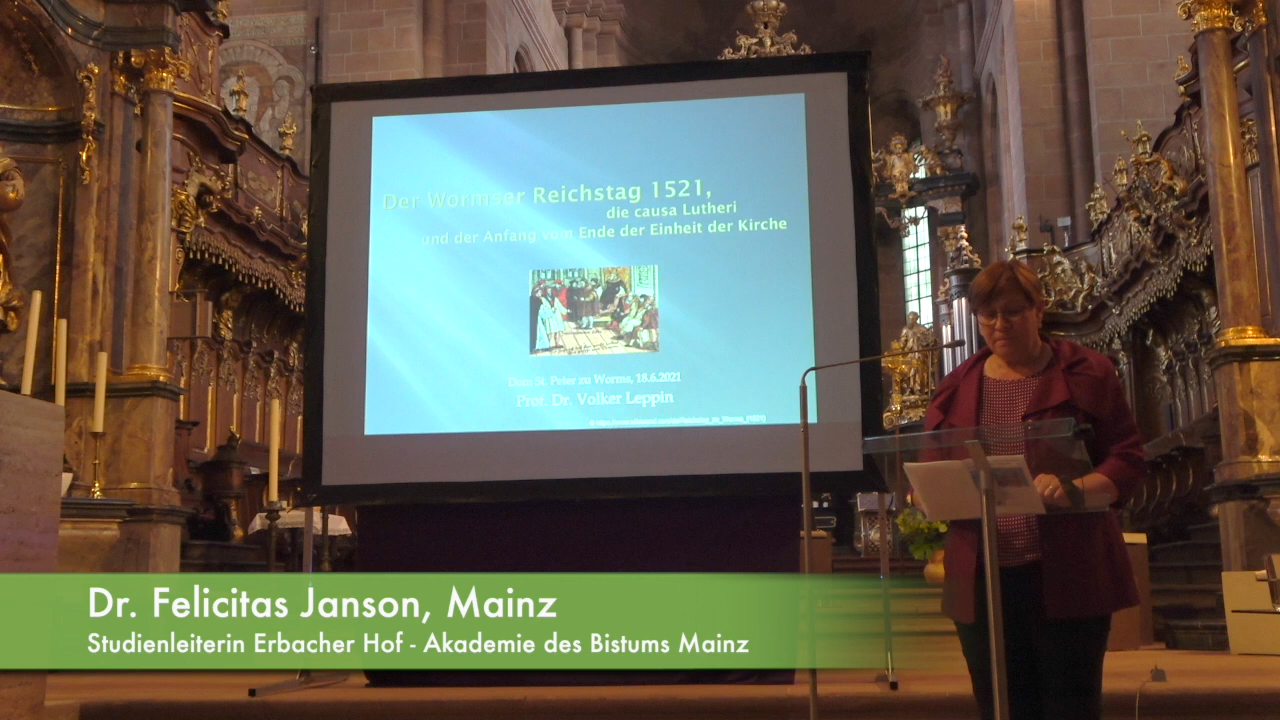 Der Wormser Reichstag 1521,
die causa Lutheri
und der Anfang vom Ende der Einheit der Kirche
Dom St. Peter zu Worms, 18.6.2021
Prof. Dr. Volker Leppin
Dr. Felicitas Janson, Mainz
Studienleiterin Erbacher Hof - Akademie des Bistums Mainz